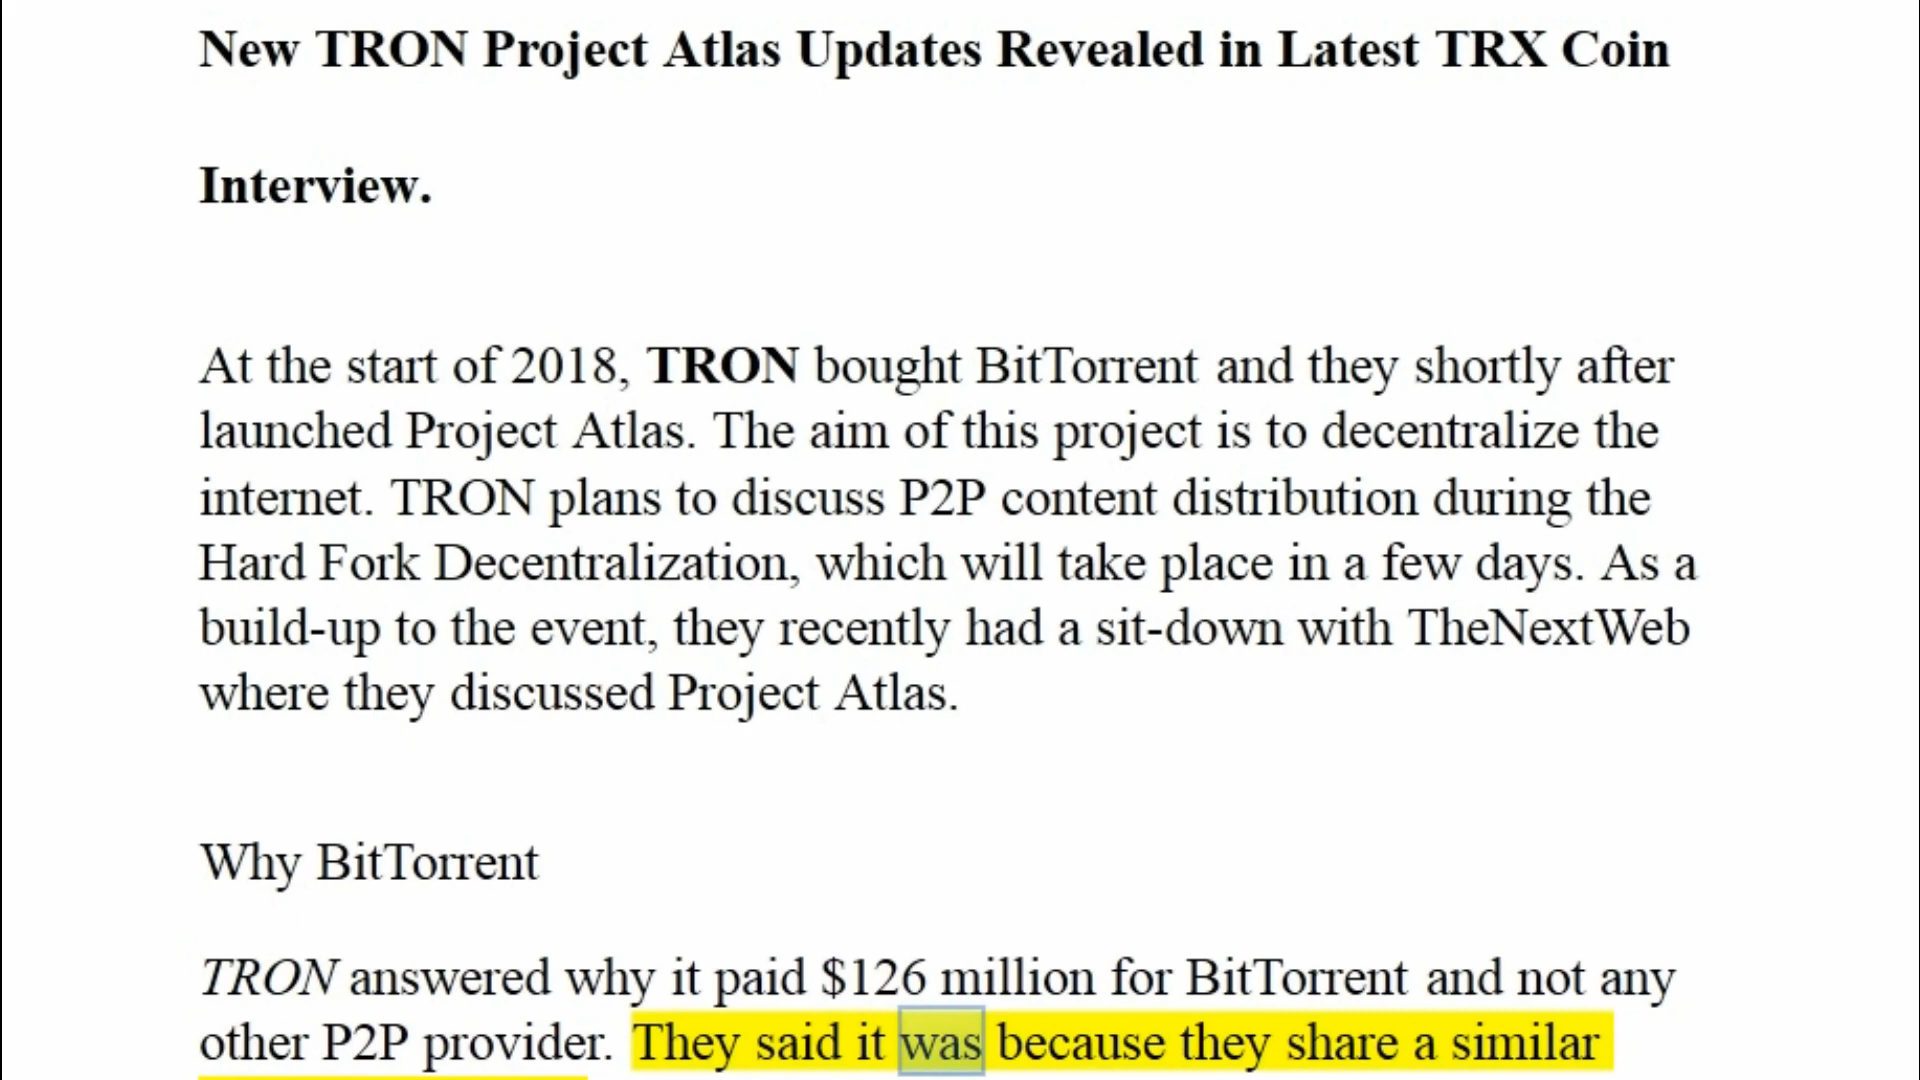 New TRON Project Atlas Updates Revealed in Latest TRX Coin
Interview.
At the start of 2018, TRON bought BitTorrent and they shortly after
launched Project Atlas. The aim of this project is to decentralize the
internet. TRON plans to discuss P2P content distribution during the
Hard Fork Decentralization, which will take place in a few days. As a
build-up to the event, they recently had a sit-down with TheNextWeb
where they discussed Project Atlas.
Why BitTorrent
TRON answered why it paid $126 million for BitTorrent and not any
other P2P provider. They said it was because they share a similar